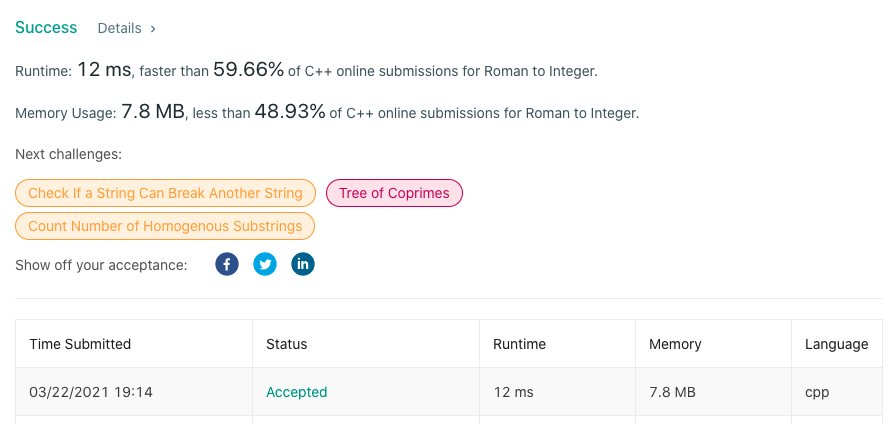 Success Details ›
Runtime: 12 ms, faster than 59.66% of C++ online submissions for Roman to Integer.
Memory Usage: 7.8 MB, less than 48.93% of C++ online submissions for Roman to Integer.
Next challenges:
Check If a String Can Break Another String Tree of Coprimes
Count Number of Homogenous Substrings
Show off your acceptance: f in
Time Submitted Status Runtime Memory Language
03/22/2021 19:14 Accepted 12 ms 7.8 MB cpp